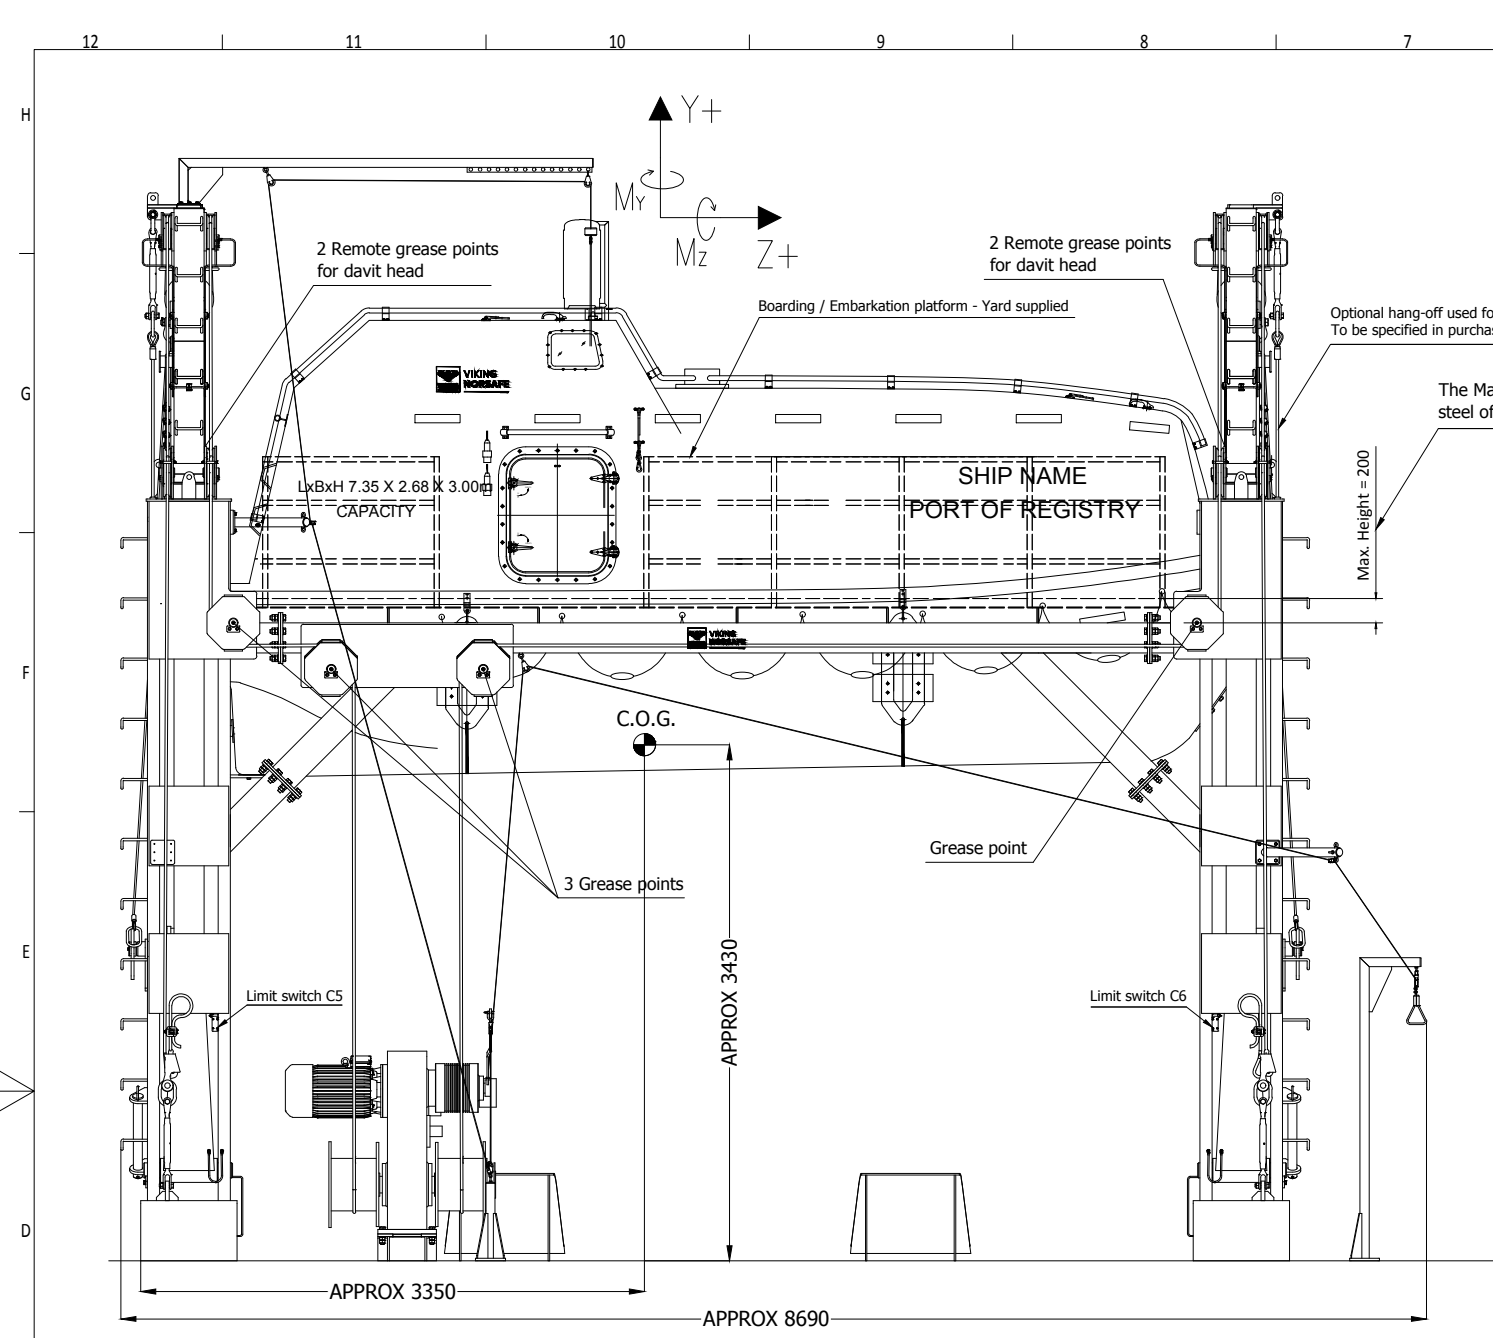 12 11 10 9 8 7
H
Y+
MY
MZ
Z+
2 Remote grease points
for davit head
2 Remote grease points
for davit head
Boarding / Embarkation platform - Yard supplied
Optional hang-off used fo
To be specified in purcha
G
VIKING
NORSAFE
The Ma
steel of
LxBxH 7.35 X 2.68 X 3.00m
CAPACITY
SHIP NAME
PORT OF REGISTRY
Max. Height = 200
VIKING
NORSAFE
F
C.O.G.
Grease point
3 Grease points
E
APPROX 3430
Limit switch C5
Limit switch C6
D
APPROX 3350
APPROX 8690